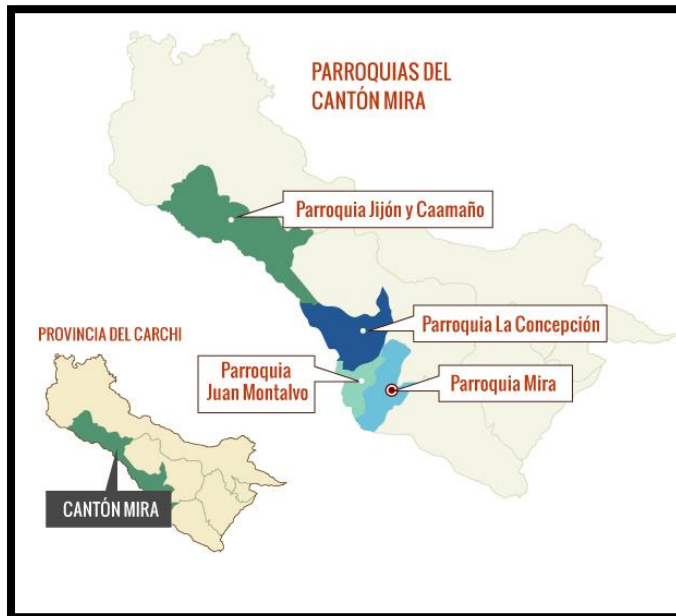 PARROQUIAS DEL
CANTÓN MIRA
Parroquia Jijón y Caamaño
Parroquia La Concepción
PROVINCIA DEL CARCHI
Parroquia
Juan Montalvo
Parroquia Mira
CANTÓN MIRA